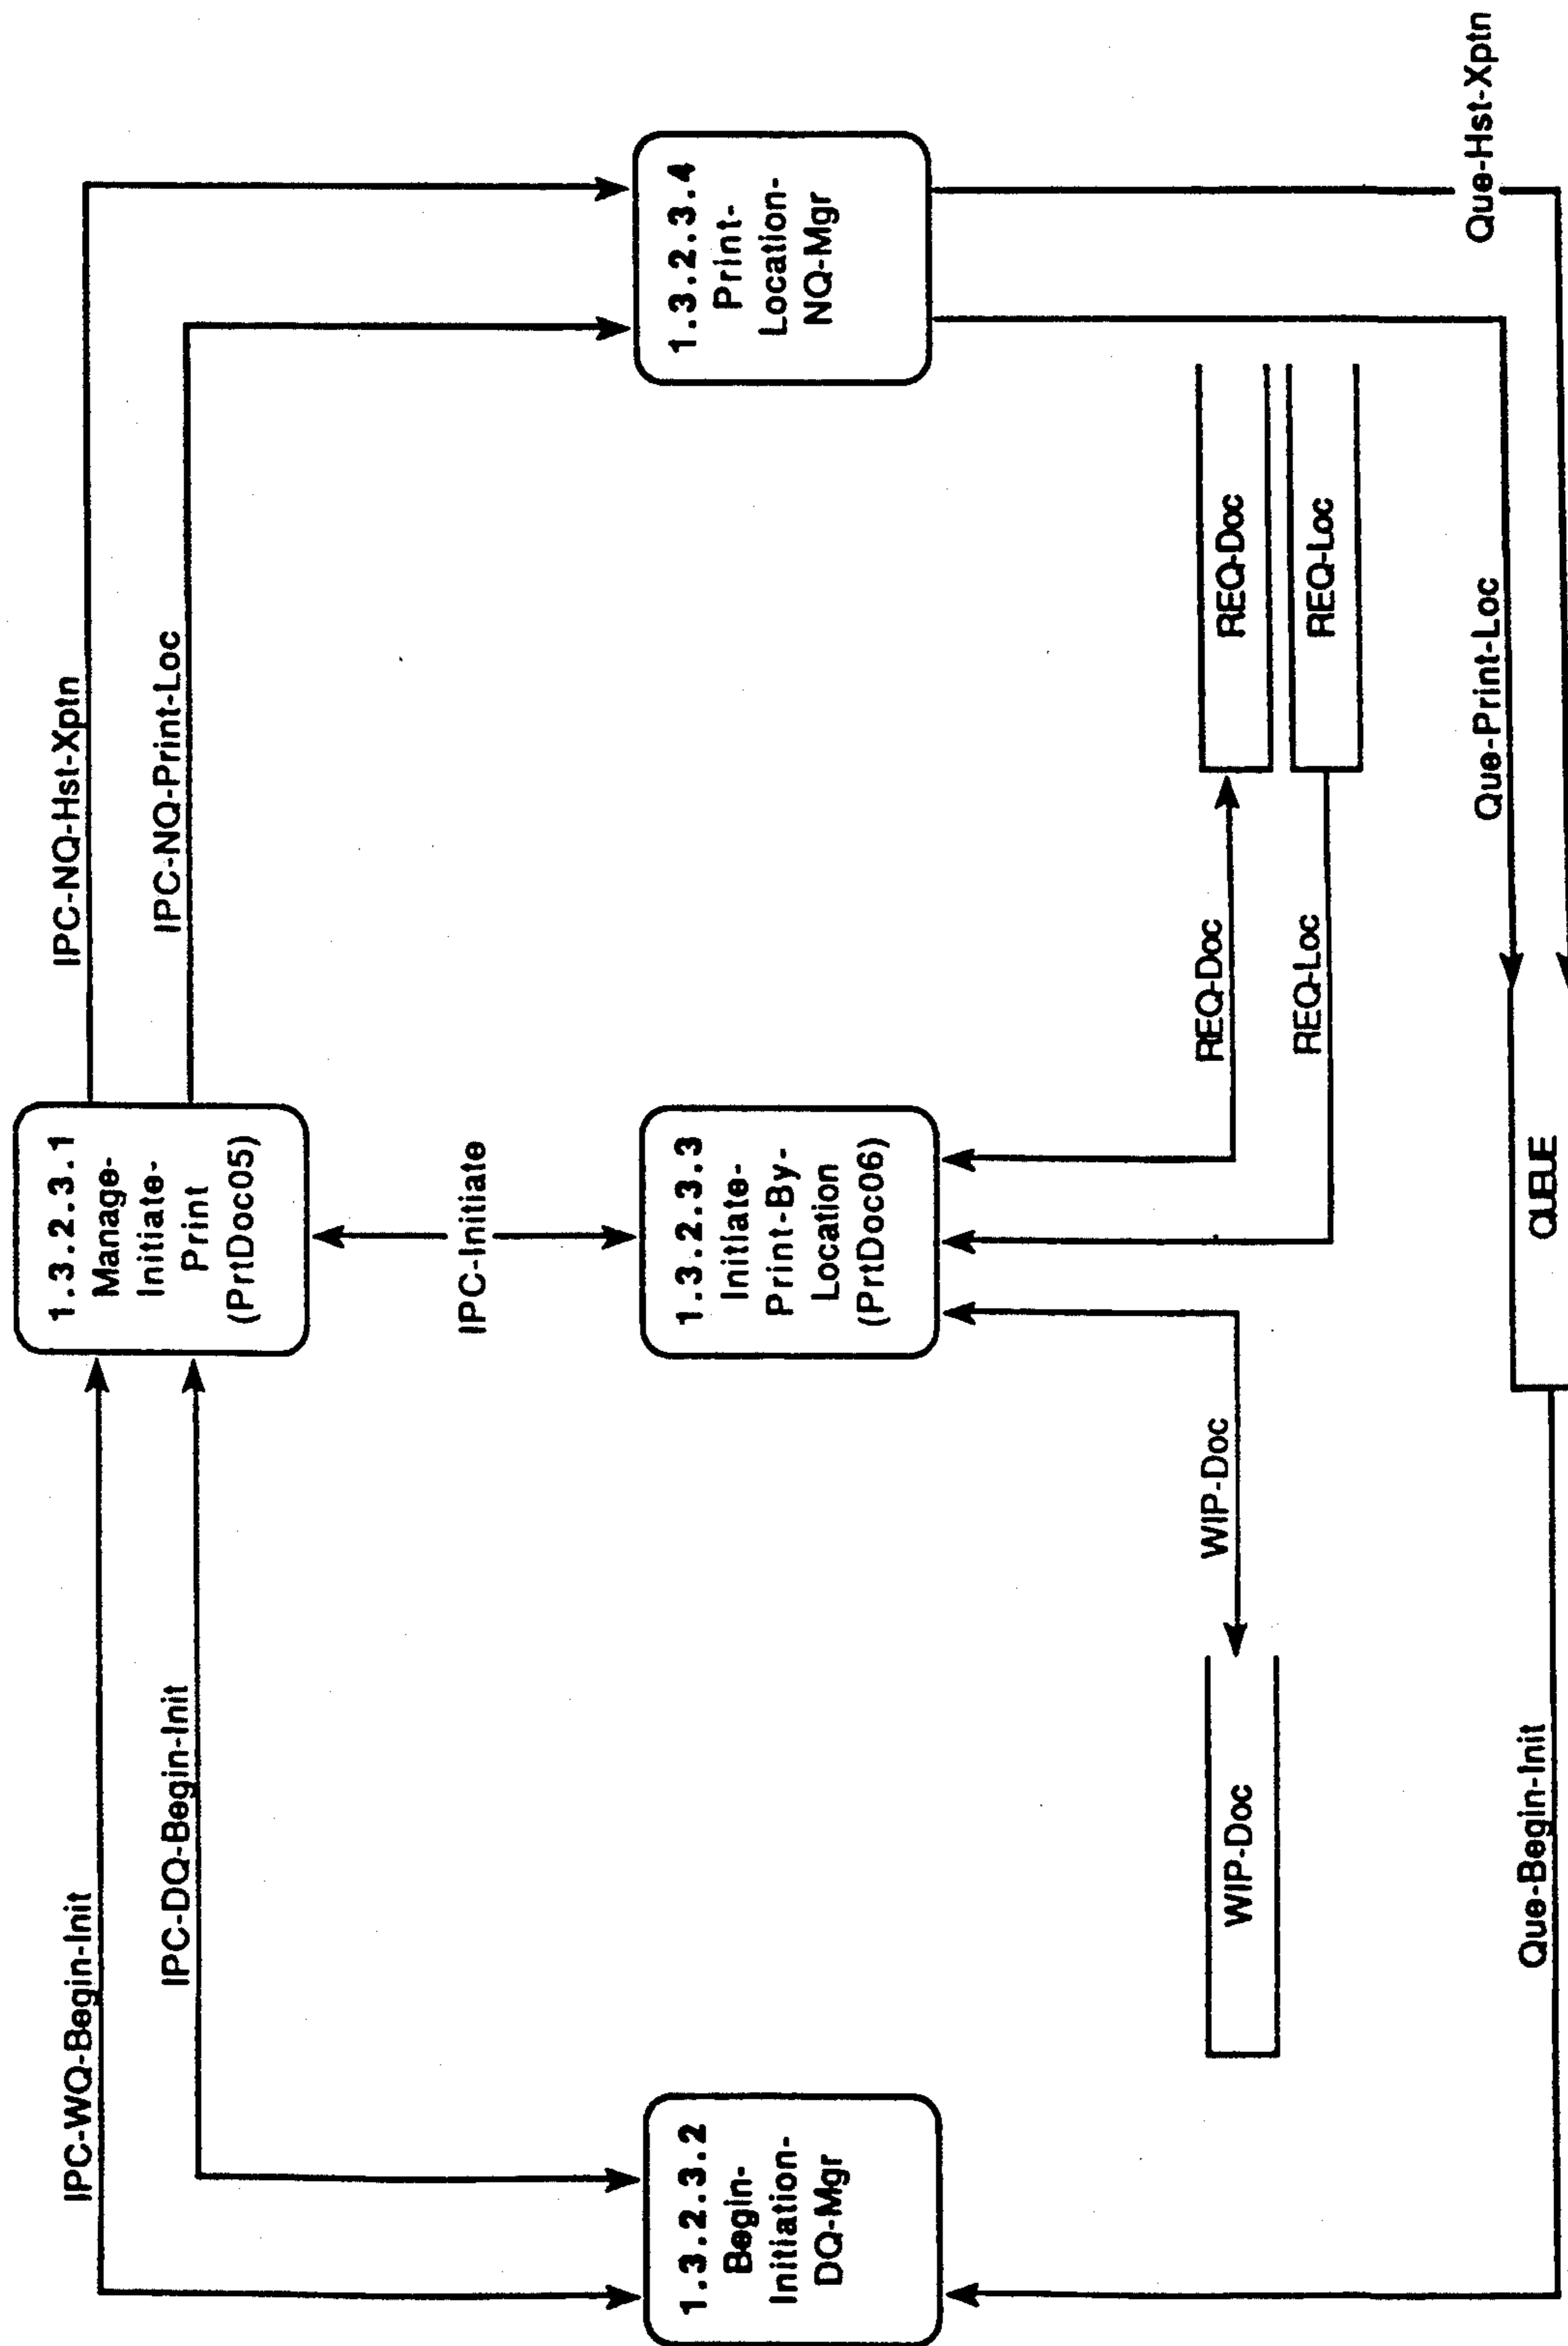 IPC-WQ-Begin-Init
IPC-DQ-Begin-Init
1.3.2.3.1
Manage-
Initiate-
Print
(PrtDoc05)
IPC-NQ-Hst-Xptn
IPC-NQ-Print-Loc
IPC-Initiate
1.3.2.3.2
Begin-
Initiation-
DQ-Mgr
1.3.2.3.3
Initiate-
Print-By-
Location
(PrtDoc06)
1.3.2.3.4
Print-
Location-
NQ-Mgr
WIP-Doc
WIP-Doc
REQ-Doc
REQ-Doc
REQ-Loc
REQ-Loc
Que-Begin-Init
QUEUE
Que-Print-Loc
Que-Hst-Xptn